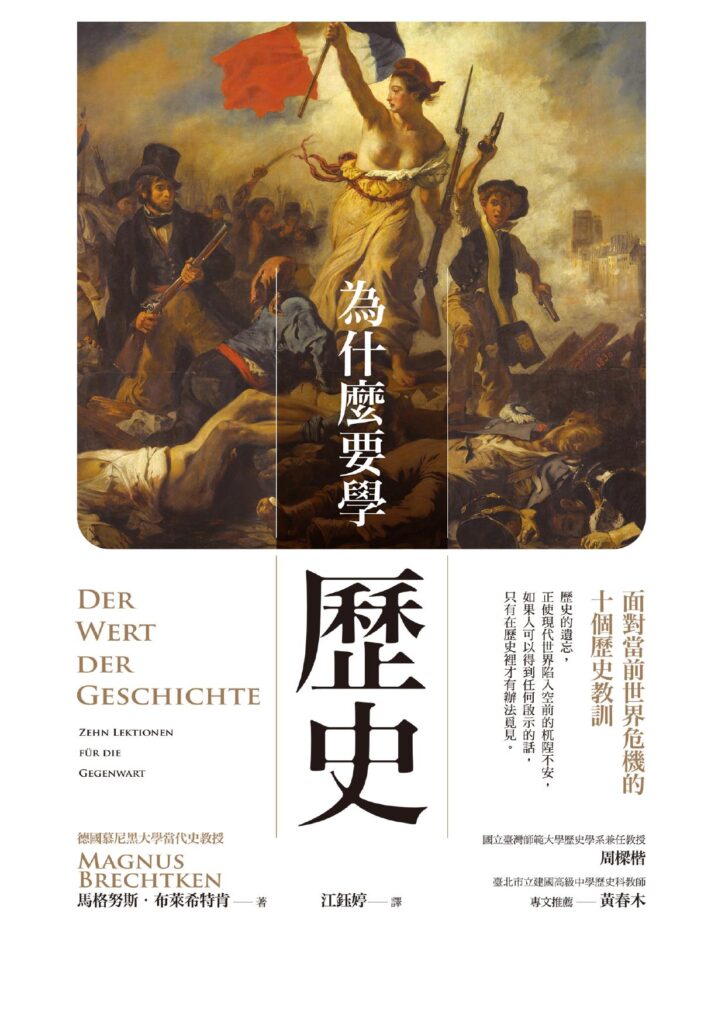 為什麼要學
歷史
DER
WERT
DER
GESCHICHTE
ZEHN LEKTIONEN
FÜR DIE
GEGENWART
面對當前世界危機的
十個歷史教訓
歷史的遺忘，
正使現代世界陷入空前的杌隉不安，
如果人可以得到任何啟示的話，
只有在歷史裡才有辦法覓見。
德國慕尼黑大學當代史教授
MAGNUS
BRECHTKEN
馬格努斯・布萊希特肯——著
江鈺婷——譯
國立臺灣師範大學歷史學系兼任教授
周樑楷
臺北市立建國高級中學歷史科教師
專文推薦——黃春木